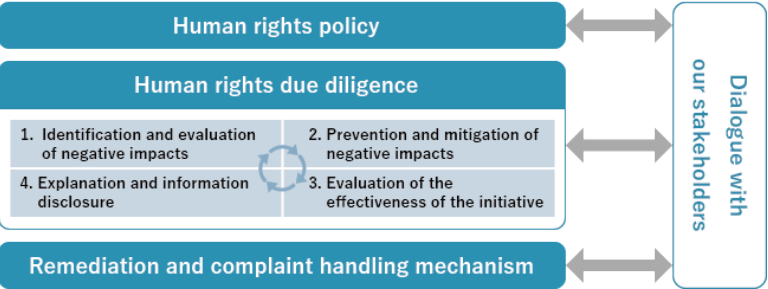 Human rights policy
Human rights due diligence
1. Identification and evaluation
of negative impacts
2. Prevention and mitigation of
negative impacts
4. Explanation and information
disclosure
3. Evaluation of the
effectiveness of the initiative
Remediation and complaint handling mechanism
Dialogue with
our stakeholders